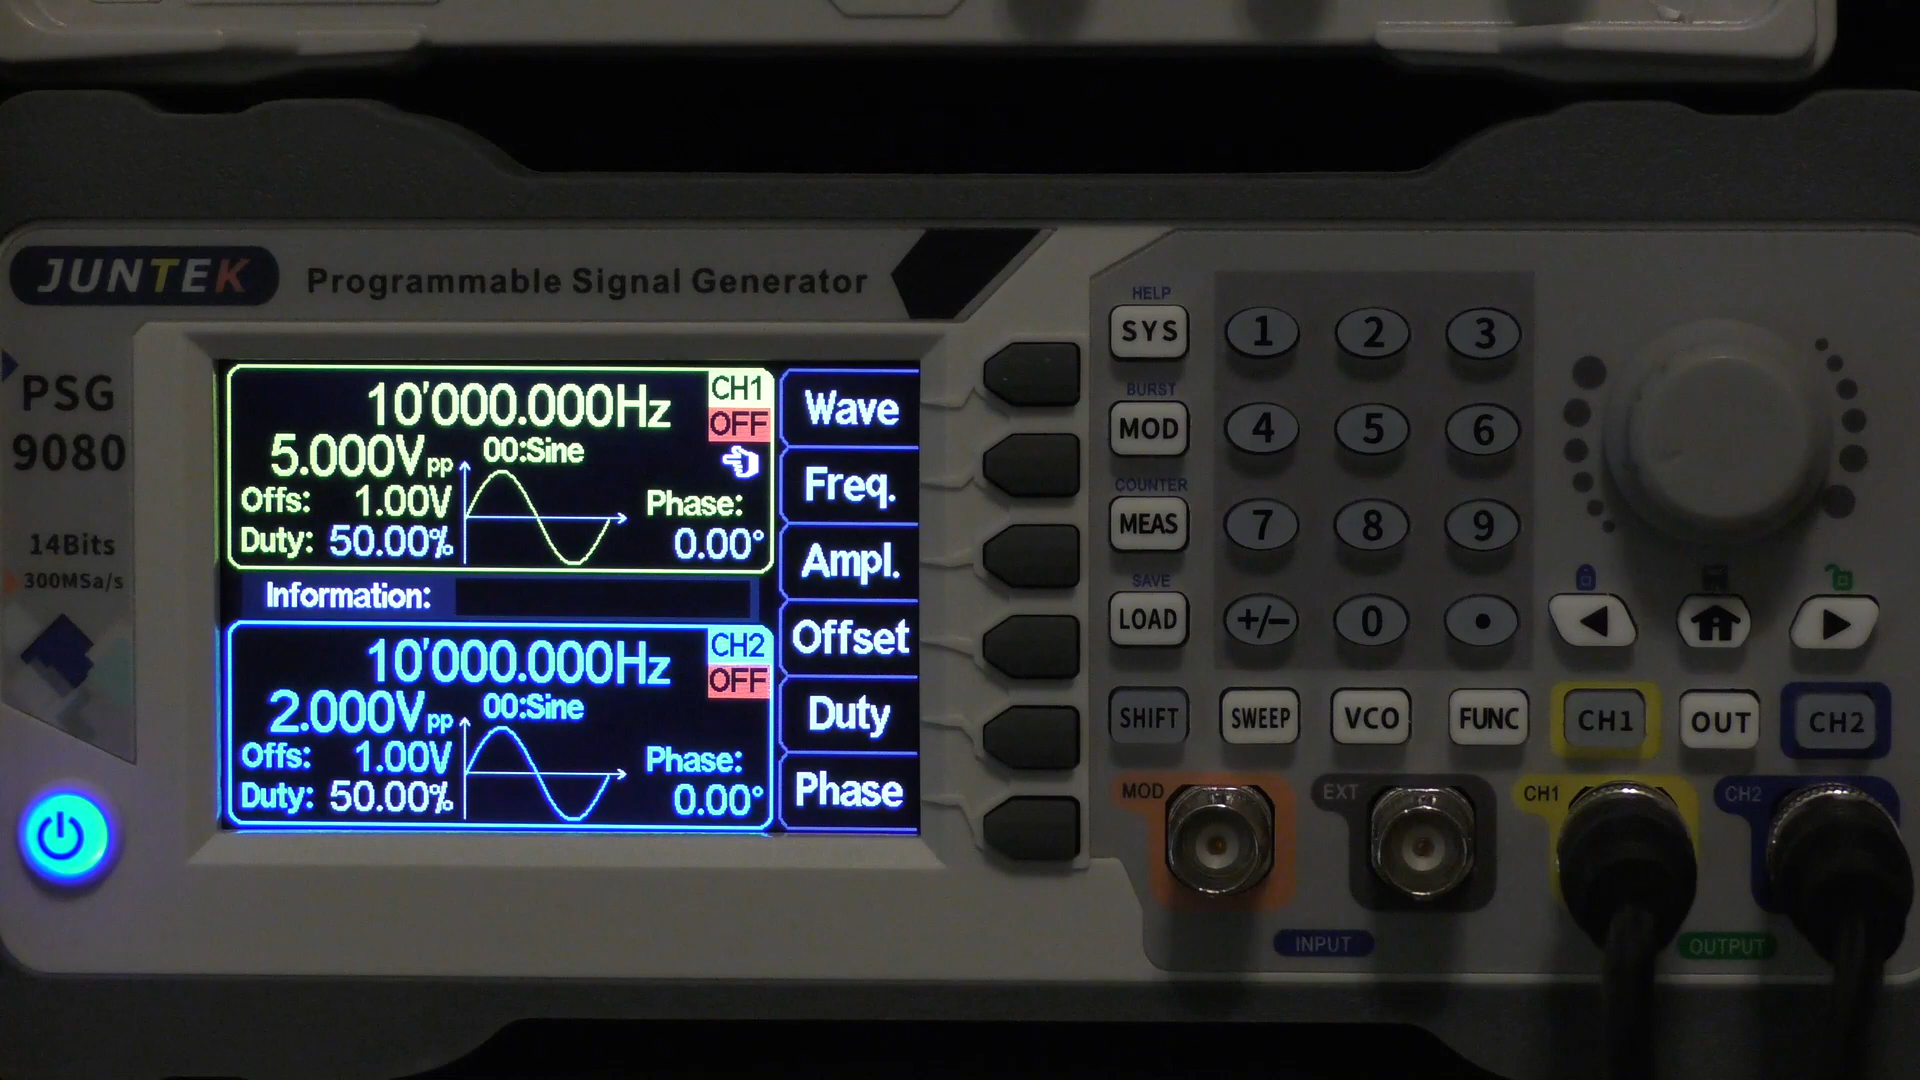 JUNTEK
Programmable Signal Generator
PSG
9080
14Bits
300MSa/s
10'000.000Hz
CH1
OFF
5.000Vpp
00:Sine
Offs: 1.00V
Phase:
Duty: 50.00%
0.00°
Information:
10'000.000Hz
CH2
OFF
2.000Vpp
00:Sine
Offs: 1.00V
Phase:
Duty: 50.00%
0.00°
Wave
Freq.
Ampl.
Offset
Duty
Phase
HELP
SYS
1 2 3
BURST
MOD
4 5 6
COUNTER
MEAS
7 8 9
SAVE
LOAD
+/- 0 •
SHIFT SWEEP VCO FUNC CH1 OUT CH2
MOD EXT CH1 CH2
INPUT OUTPUT